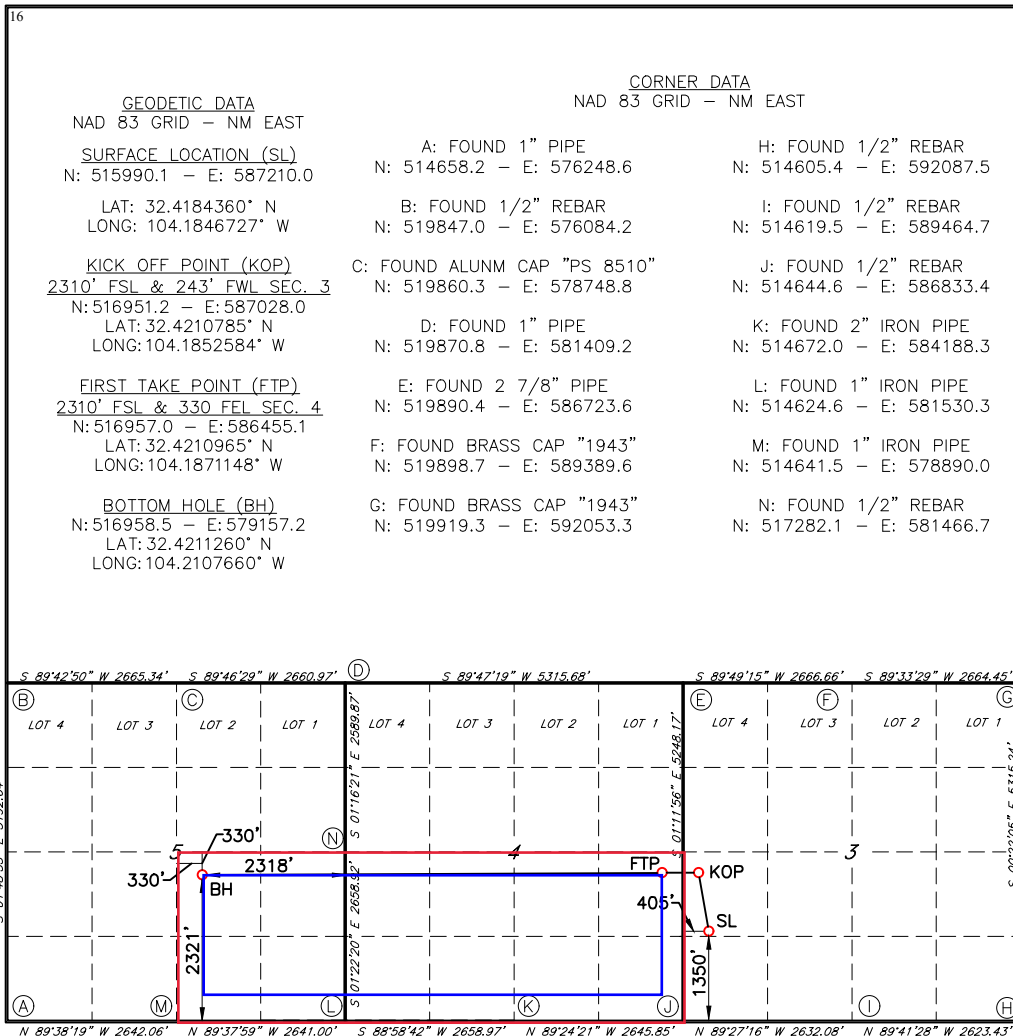 16
GEODETIC DATA
NAD 83 GRID – NM EAST
SURFACE LOCATION (SL)
N: 515990.1 – E: 587210.0
LAT: 32.4184360° N
LONG: 104.1846727° W
KICK OFF POINT (KOP)
2310' FSL & 243' FWL SEC. 3
N: 516951.2 – E: 587028.0
LAT: 32.4210785° N
LONG: 104.1852584° W
FIRST TAKE POINT (FTP)
2310' FSL & 330 FEL SEC. 4
N: 516957.0 – E: 586455.1
LAT: 32.4210965° N
LONG: 104.1871148° W
BOTTOM HOLE (BH)
N: 516958.5 – E: 579157.2
LAT: 32.4211260° N
LONG: 104.2107660° W
CORNER DATA
NAD 83 GRID – NM EAST
A: FOUND 1" PIPE
N: 514658.2 – E: 576248.6
B: FOUND 1/2" REBAR
N: 519847.0 – E: 576084.2
C: FOUND ALUNM CAP "PS 8510"
N: 519860.3 – E: 578748.8
D: FOUND 1" PIPE
N: 519870.8 – E: 581409.2
E: FOUND 2 7/8" PIPE
N: 519890.4 – E: 586723.6
F: FOUND BRASS CAP "1943"
N: 519898.7 – E: 589389.6
G: FOUND BRASS CAP "1943"
N: 519919.3 – E: 592053.3
H: FOUND 1/2" REBAR
N: 514605.4 – E: 592087.5
I: FOUND 1/2" REBAR
N: 514619.5 – E: 589464.7
J: FOUND 1/2" REBAR
N: 514644.6 – E: 586833.4
K: FOUND 2" IRON PIPE
N: 514672.0 – E: 584188.3
L: FOUND 1" IRON PIPE
N: 514624.6 – E: 581530.3
M: FOUND 1" IRON PIPE
N: 514641.5 – E: 578890.0
N: FOUND 1/2" REBAR
N: 517282.1 – E: 581466.7
S 89°42'50" W 2665.34' S 89°46'29" W 2660.97' D S 89°47'19" W 5315.68' S 89°49'15" W 2666.66' S 89°33'29" W 2664.45'
B C E F G
LOT 4 LOT 3 LOT 2 LOT 1 LOT 4 LOT 3 LOT 2 LOT 1 LOT 4 LOT 3 LOT 2 LOT 1
S 01°16'21" E 2589.87'
S 01°11'56" E 5248.17'
N
5 4 3
330'
330'
2318'
FTP
KOP
BH
405'
SL
2321'
1350'
S 01°22'20" E 2658.92'
A M L K J I H
N 89°38'19" W 2642.06' N 89°37'59" W 2641.00' S 88°58'42" W 2658.97' N 89°24'21" W 2645.85' N 89°27'16" W 2632.08' N 89°41'28" W 2623.43'